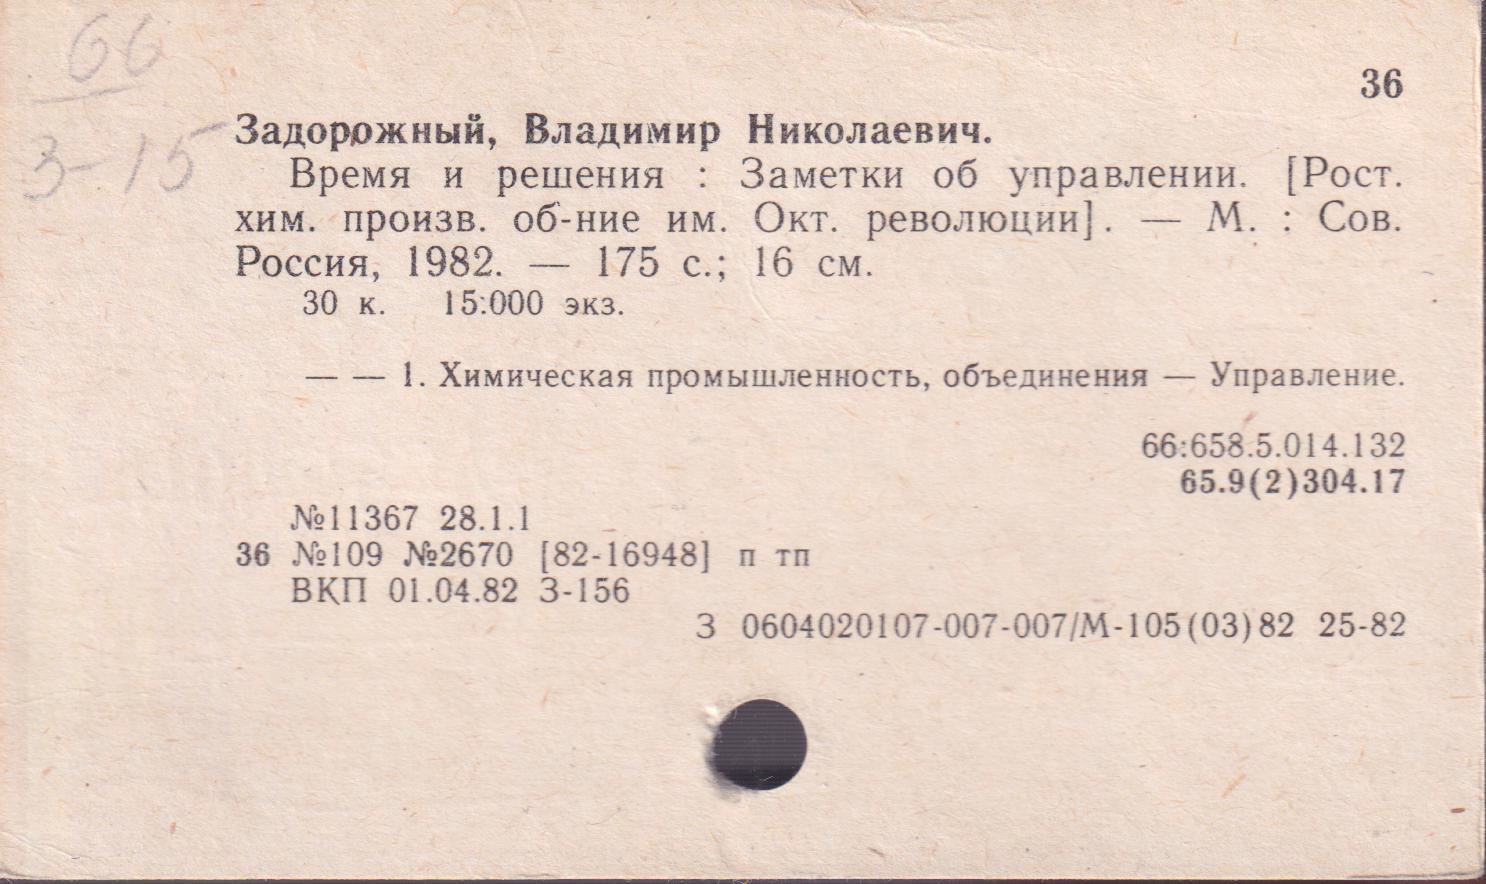 66
З-15
36
Задорожный, Владимир Николаевич.
Время и решения : Заметки об управлении. [Рост.
хим. произв. об-ние им. Окт. революции]. — М. : Сов.
Россия, 1982. — 175 с.; 16 см.
30 к. 15.000 экз.
— — 1. Химическая промышленность, объединения — Управление.
66:658.5.014.132
65.9(2)304.17
№11367 28.1.1
36 №109 №2670 [82-16948] п тп
ВКП 01.04.82 З-156
З 0604020107-007-007/М-105(03)82 25-82